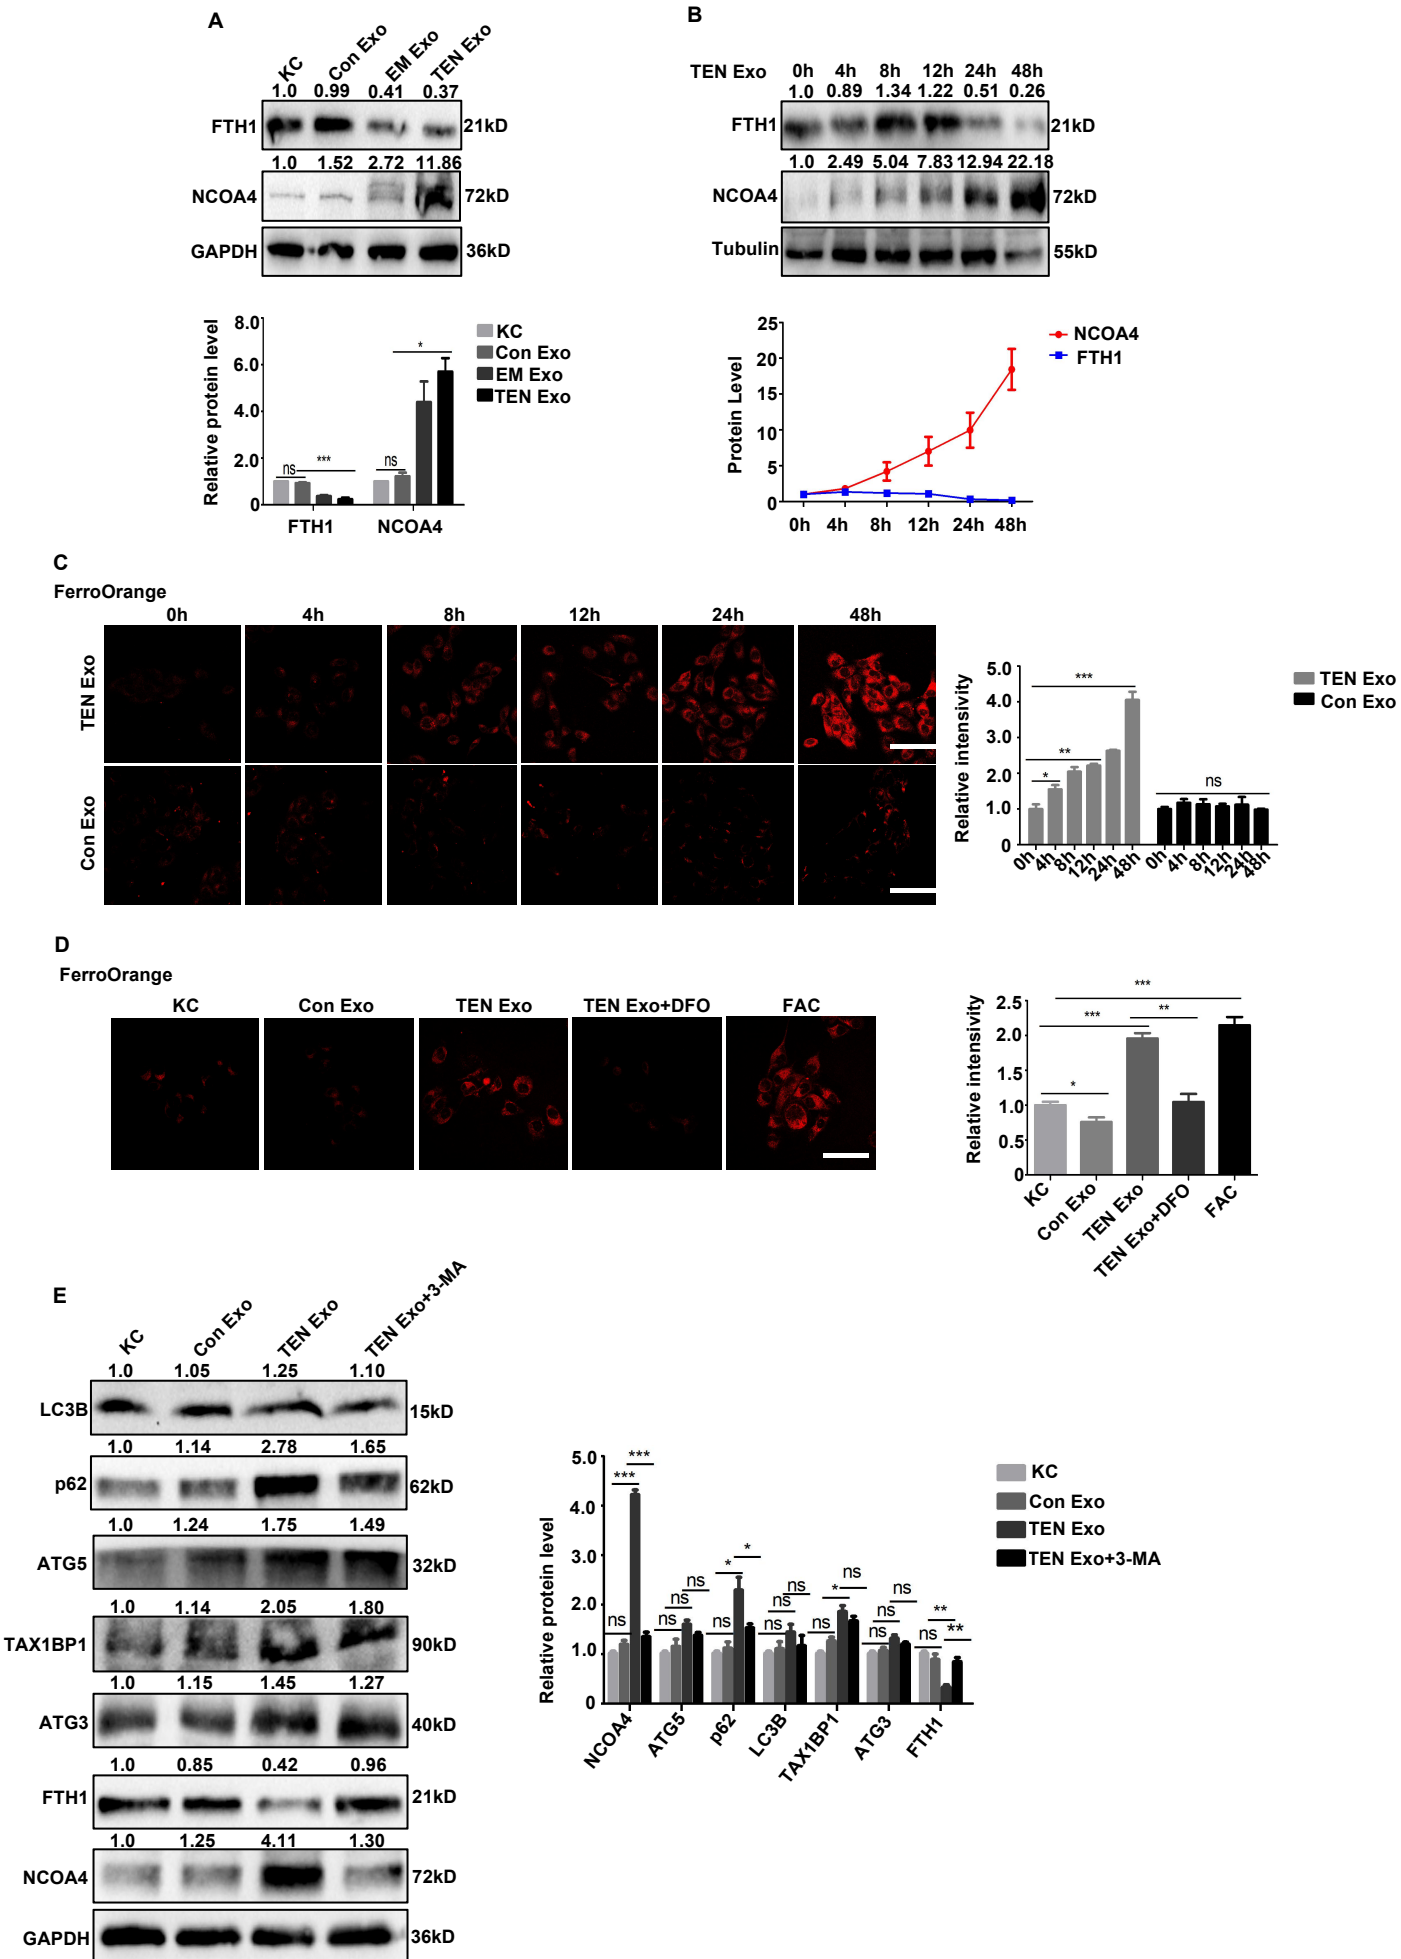 A
KC Con Exo EM Exo TEN Exo
1.0 0.99 0.41 0.37
FTH1 21kD
1.0 1.52 2.72 11.86
NCOA4 72kD
GAPDH 36kD
Relative protein level
8.0
6.0
4.0
2.0
0
ns *** ns *
FTH1 NCOA4
KC
Con Exo
EM Exo
TEN Exo
B
TEN Exo 0h 4h 8h 12h 24h 48h
1.0 0.89 1.34 1.22 0.51 0.26
FTH1 21kD
1.0 2.49 5.04 7.83 12.94 22.18
NCOA4 72kD
Tubulin 55kD
Protein Level
25
20
15
10
5
0
0h 4h 8h 12h 24h 48h
NCOA4
FTH1
C
FerroOrange
0h 4h 8h 12h 24h 48h
TEN Exo
Con Exo
Relative intensivity
5.0
4.0
3.0
2.0
1.0
0
***
**
*
ns
0h 4h 8h 12h 24h 48h 0h 4h 8h 12h 24h 48h
TEN Exo
Con Exo
D
FerroOrange
KC Con Exo TEN Exo TEN Exo+DFO FAC
Relative intensivity
2.5
2.0
1.5
1.0
0.5
0
***
*** **
*
KC Con Exo TEN Exo TEN Exo+DFO FAC
E
KC Con Exo TEN Exo TEN Exo+3-MA
1.0 1.05 1.25 1.10
LC3B 15kD
1.0 1.14 2.78 1.65
p62 62kD
1.0 1.24 1.75 1.49
ATG5 32kD
1.0 1.14 2.05 1.80
TAX1BP1 90kD
1.0 1.15 1.45 1.27
ATG3 40kD
1.0 0.85 0.42 0.96
FTH1 21kD
1.0 1.25 4.11 1.30
NCOA4 72kD
GAPDH 36kD
Relative protein level
5.0
4.0
3.0
2.0
1.0
0
ns *** ***
ns ns ns
ns * *
ns ns ns
ns * ns
ns ns ns
ns ** **
NCOA4 ATG5 p62 LC3B TAX1BP1 ATG3 FTH1
KC
Con Exo
TEN Exo
TEN Exo+3-MA